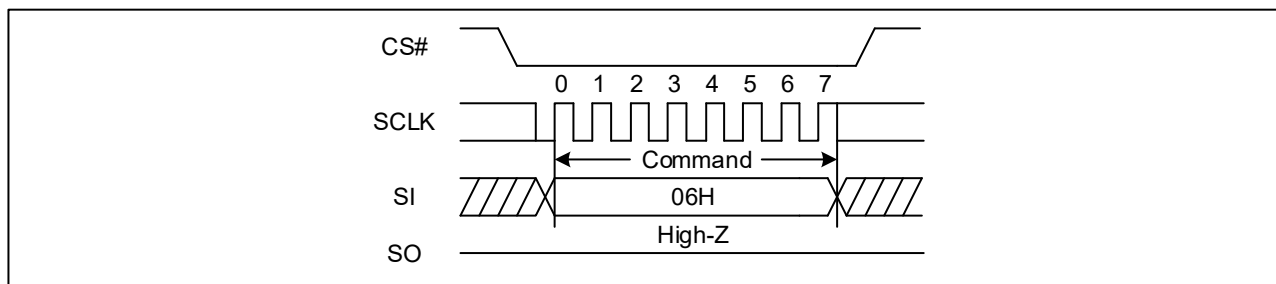 CS#
0 1 2 3 4 5 6 7
SCLK
Command
SI
06H
High-Z
SO